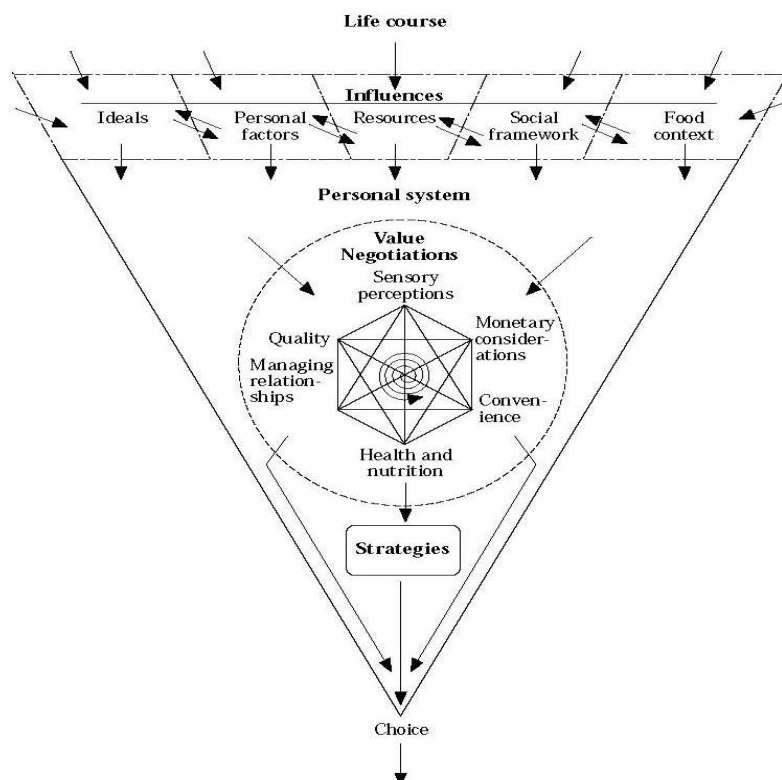 Life course
Influences
Ideals
Personal
factors
Resources
Social
framework
Food
context
Personal system
Value
Negotiations
Sensory
perceptions
Quality
Monetary
consider-
ations
Managing
relation-
ships
Conven-
ience
Health and
nutrition
Strategies
Choice